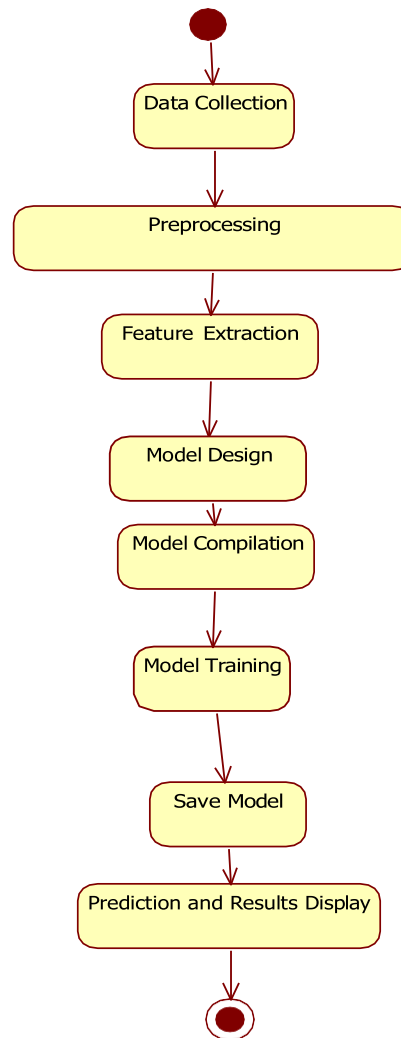 Data Collection
Preprocessing
Feature Extraction
Model Design
Model Compilation
Model Training
Save Model
Prediction and Results Display